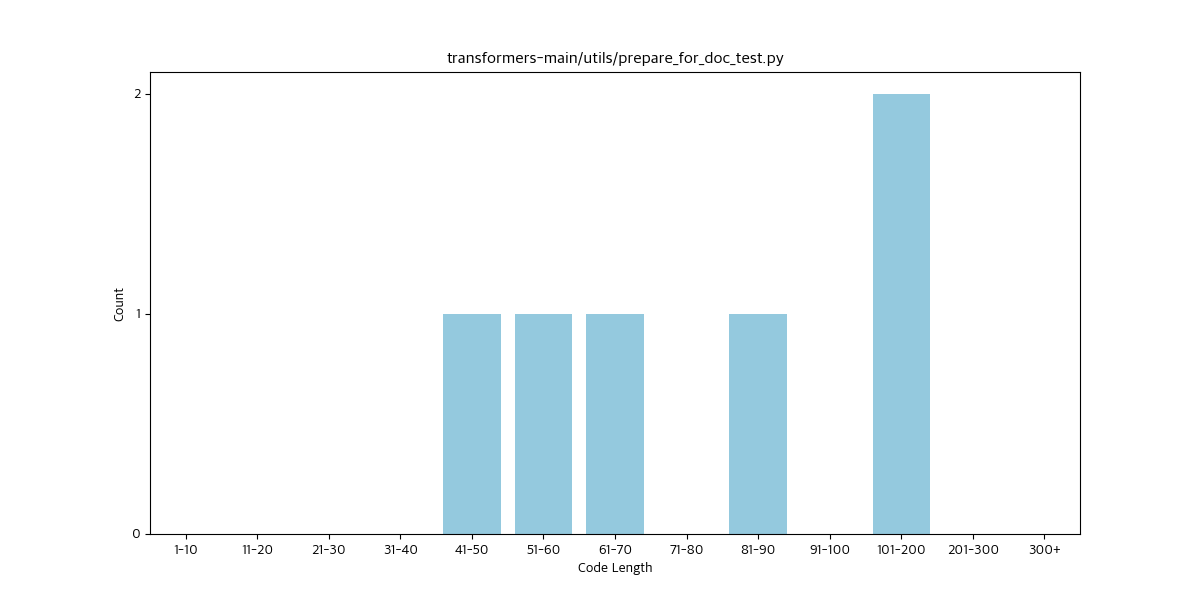 transformers-main/utils/prepare_for_doc_test.py
2
1
0
Count
1-10 11-20 21-30 31-40 41-50 51-60 61-70 71-80 81-90 91-100 101-200 201-300 300+
Code Length